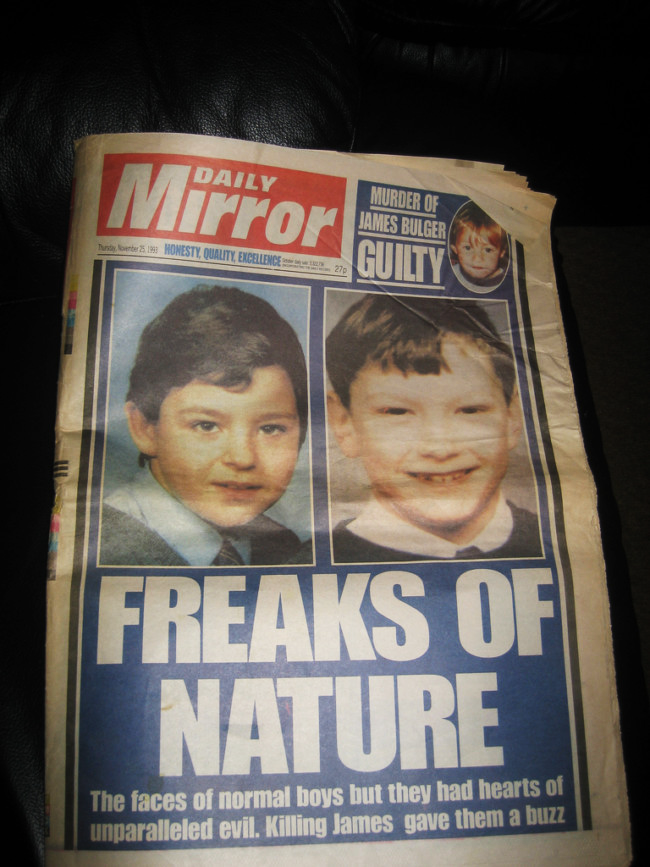 DAILY
Mirror
Thursday, November 25, 1993
HONESTY, QUALITY, EXCELLENCE
27p
MURDER OF
JAMES BULGER
GUILTY
FREAKS OF
NATURE
The faces of normal boys but they had hearts of
unparalleled evil. Killing James gave them a buzz